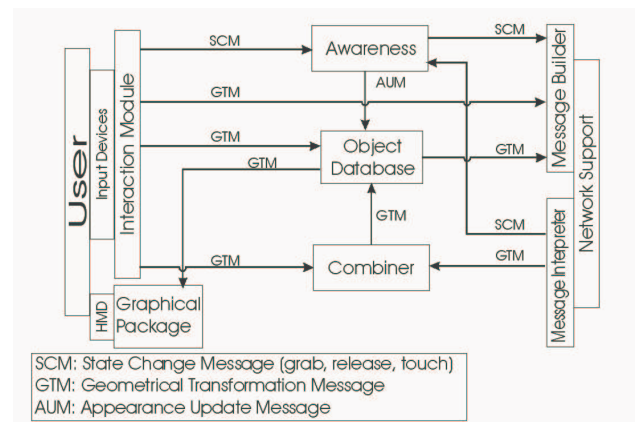 User
Input Devices
Interaction Module
HMD
Graphical
Package
SCM
Awareness
SCM
AUM
GTM
GTM
Object
Database
GTM
GTM
GTM
SCM
GTM
Combiner
GTM
Message Builder
Message Intepreter
Network Support
SCM: State Change Message (grab, release, touch)
GTM: Geometrical Transformation Message
AUM: Appearance Update Message